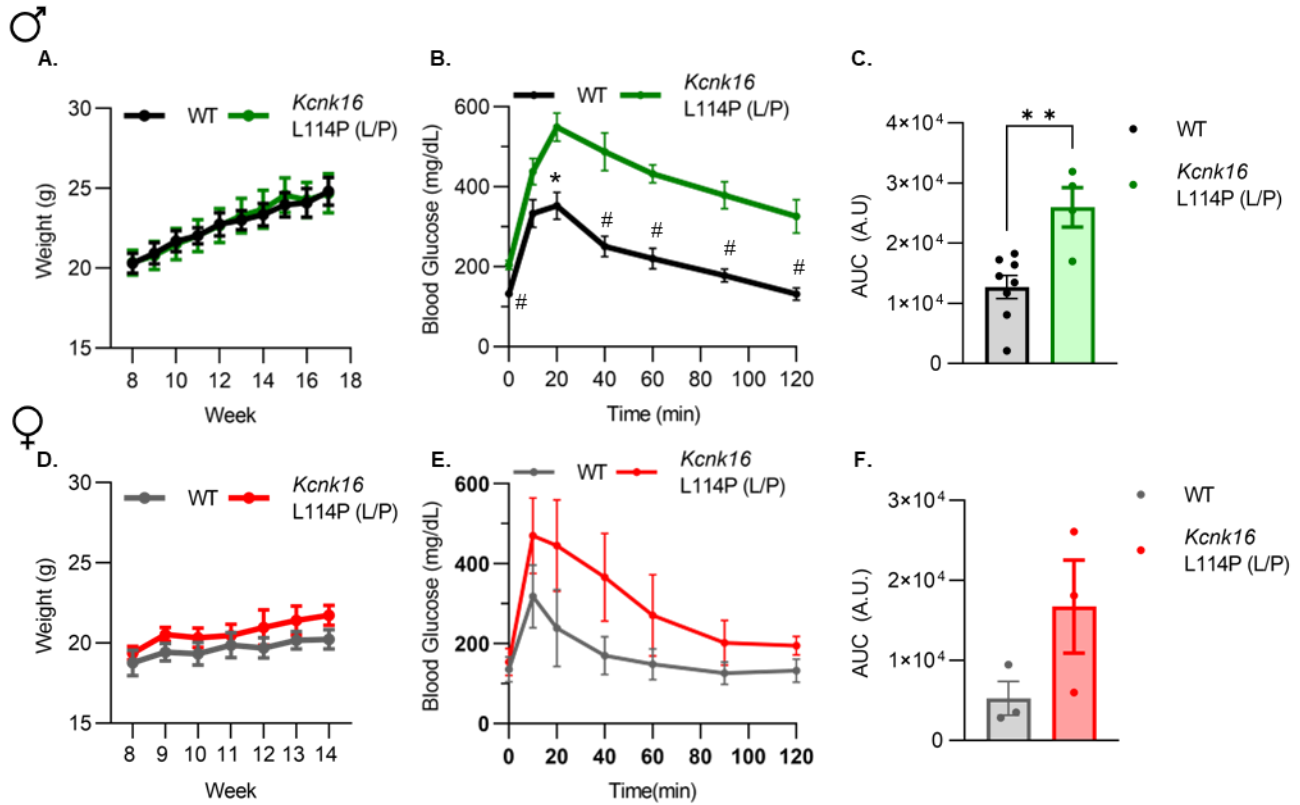 ♂
A.
WT
Kcnk16
L114P (L/P)
Weight (g)
30
25
20
15
8 10 12 14 16 18
Week
B.
WT
Kcnk16
L114P (L/P)
Blood Glucose (mg/dL)
600
400
200
0
*
#
#
#
#
#
0 20 40 60 80 100 120
Time (min)
C.
* *
AUC (A.U)
4×10⁴
3×10⁴
2×10⁴
1×10⁴
0
WT
Kcnk16
L114P (L/P)
♀
D.
WT
Kcnk16
L114P (L/P)
Weight (g)
30
25
20
15
8 9 10 11 12 13 14
Week
E.
WT
Kcnk16
L114P (L/P)
Blood Glucose (mg/dL)
600
400
200
0
0 20 40 60 80 100 120
Time(min)
F.
AUC (A.U.)
3×10⁴
2×10⁴
1×10⁴
0
WT
Kcnk16
L114P (L/P)